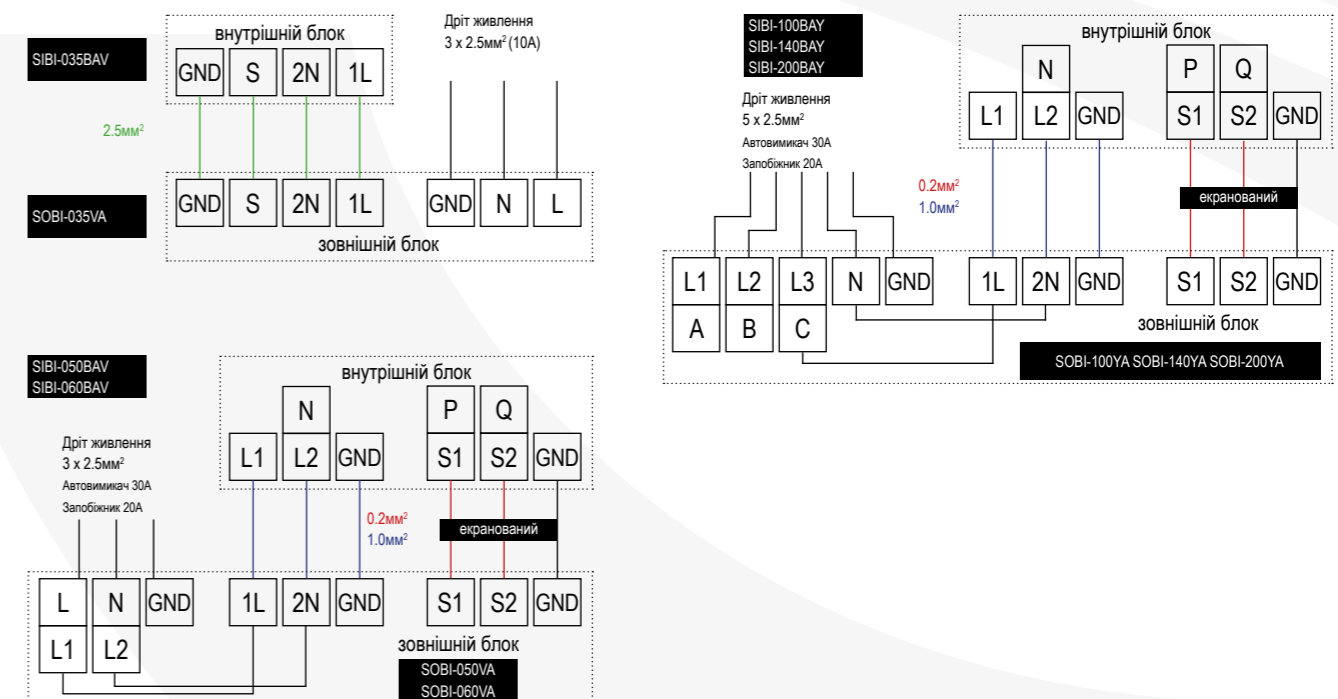 SIBI-035BAV
внутрішній блок
GND S 2N 1L
2.5мм²
Дріт живлення
3 x 2.5мм² (10А)
SOBI-035VA
GND S 2N 1L GND N L
зовнішній блок
SIBI-050BAV
SIBI-060BAV
Дріт живлення
3 x 2.5мм²
Автовимикач 30А
Запобіжник 20А
внутрішній блок
N P Q
L1 L2 GND S1 S2 GND
0.2мм²
1.0мм²
екранований
L N GND 1L 2N GND S1 S2 GND
L1 L2
зовнішній блок
SOBI-050VA
SOBI-060VA
SIBI-100BAY
SIBI-140BAY
SIBI-200BAY
Дріт живлення
5 x 2.5мм²
Автовимикач 30А
Запобіжник 20А
внутрішній блок
N P Q
L1 L2 GND S1 S2 GND
0.2мм²
1.0мм²
екранований
L1 L2 L3 N GND 1L 2N GND S1 S2 GND
A B C
зовнішній блок
SOBI-100YA SOBI-140YA SOBI-200YA